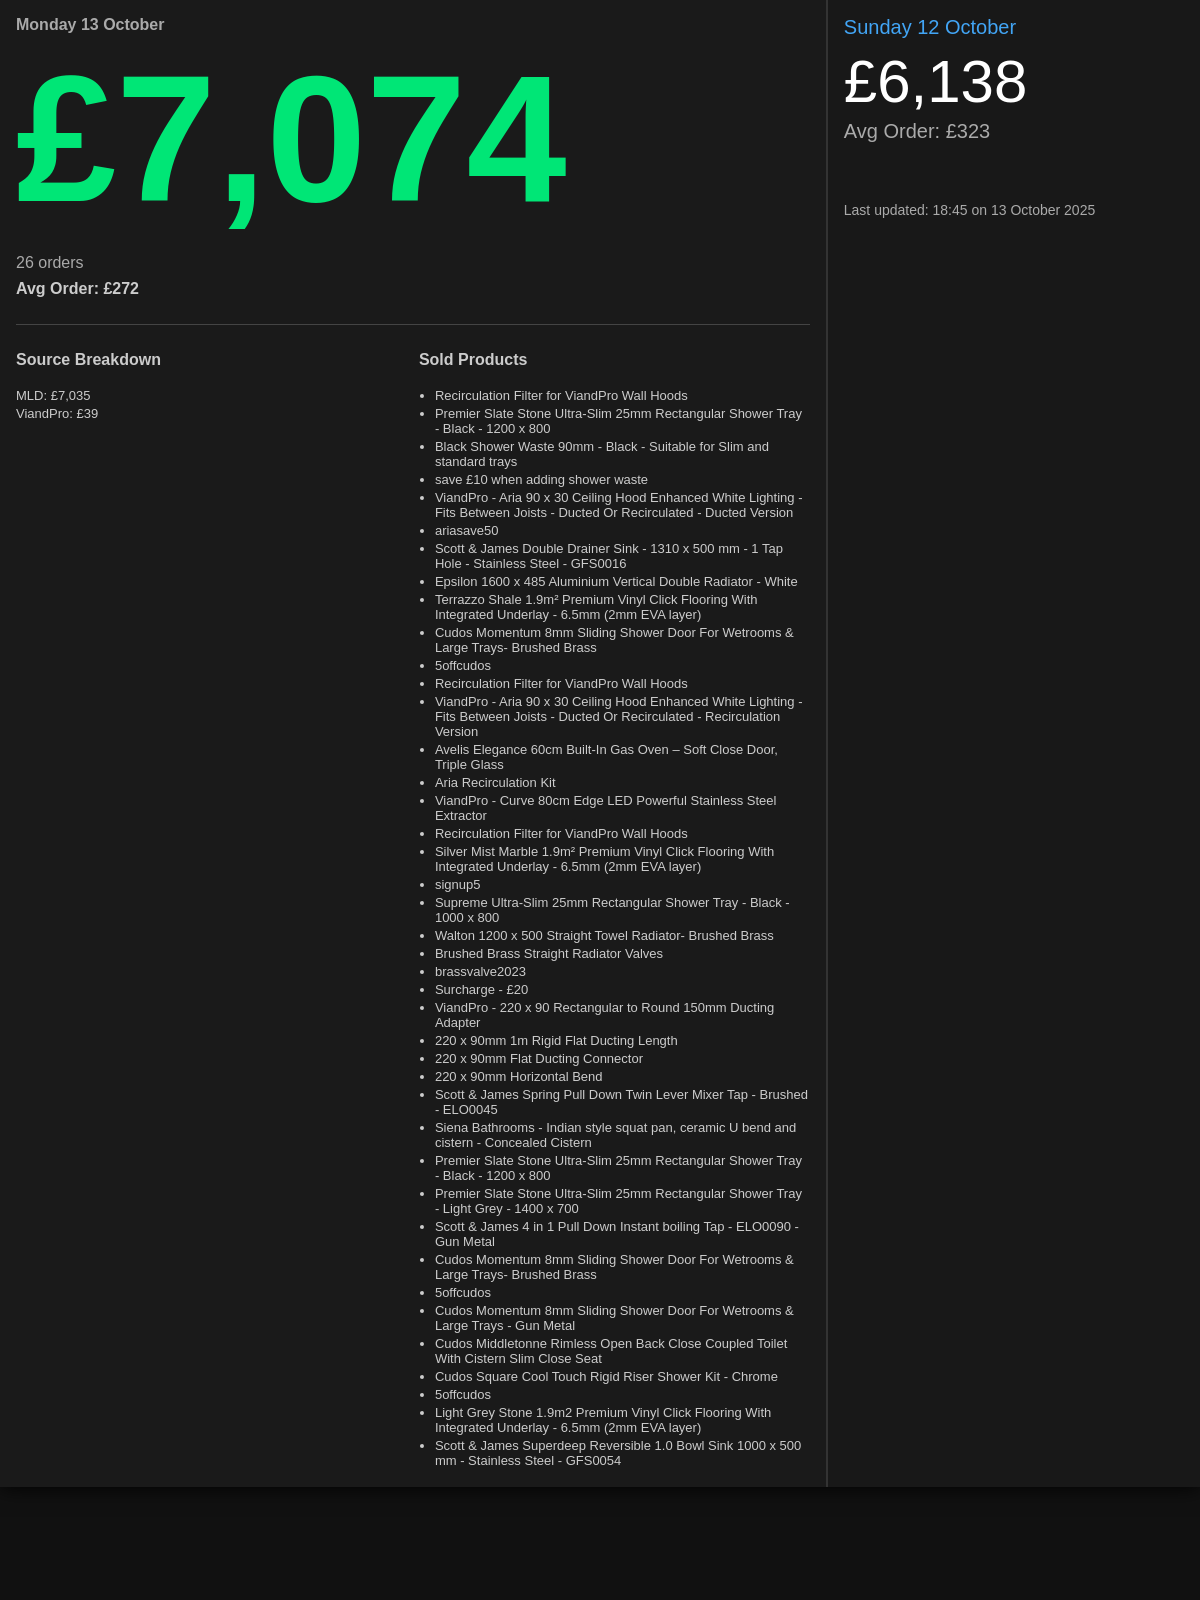 Monday 13 October
£7,074
26 orders
Avg Order: £272
Source Breakdown
MLD: £7,035
ViandPro: £39
Sold Products
• Recirculation Filter for ViandPro Wall Hoods
• Premier Slate Stone Ultra-Slim 25mm Rectangular Shower Tray
- Black - 1200 x 800
• Black Shower Waste 90mm - Black - Suitable for Slim and
standard trays
• save £10 when adding shower waste
• ViandPro - Aria 90 x 30 Ceiling Hood Enhanced White Lighting -
Fits Between Joists - Ducted Or Recirculated - Ducted Version
• ariasave50
• Scott & James Double Drainer Sink - 1310 x 500 mm - 1 Tap
Hole - Stainless Steel - GFS0016
• Epsilon 1600 x 485 Aluminium Vertical Double Radiator - White
• Terrazzo Shale 1.9m² Premium Vinyl Click Flooring With
Integrated Underlay - 6.5mm (2mm EVA layer)
• Cudos Momentum 8mm Sliding Shower Door For Wetrooms &
Large Trays- Brushed Brass
• 5offcudos
• Recirculation Filter for ViandPro Wall Hoods
• ViandPro - Aria 90 x 30 Ceiling Hood Enhanced White Lighting -
Fits Between Joists - Ducted Or Recirculated - Recirculation
Version
• Avelis Elegance 60cm Built-In Gas Oven – Soft Close Door,
Triple Glass
• Aria Recirculation Kit
• ViandPro - Curve 80cm Edge LED Powerful Stainless Steel
Extractor
• Recirculation Filter for ViandPro Wall Hoods
• Silver Mist Marble 1.9m² Premium Vinyl Click Flooring With
Integrated Underlay - 6.5mm (2mm EVA layer)
• signup5
• Supreme Ultra-Slim 25mm Rectangular Shower Tray - Black -
1000 x 800
• Walton 1200 x 500 Straight Towel Radiator- Brushed Brass
• Brushed Brass Straight Radiator Valves
• brassvalve2023
• Surcharge - £20
• ViandPro - 220 x 90 Rectangular to Round 150mm Ducting
Adapter
• 220 x 90mm 1m Rigid Flat Ducting Length
• 220 x 90mm Flat Ducting Connector
• 220 x 90mm Horizontal Bend
• Scott & James Spring Pull Down Twin Lever Mixer Tap - Brushed
- ELO0045
• Siena Bathrooms - Indian style squat pan, ceramic U bend and
cistern - Concealed Cistern
• Premier Slate Stone Ultra-Slim 25mm Rectangular Shower Tray
- Black - 1200 x 800
• Premier Slate Stone Ultra-Slim 25mm Rectangular Shower Tray
- Light Grey - 1400 x 700
• Scott & James 4 in 1 Pull Down Instant boiling Tap - ELO0090 -
Gun Metal
• Cudos Momentum 8mm Sliding Shower Door For Wetrooms &
Large Trays- Brushed Brass
• 5offcudos
• Cudos Momentum 8mm Sliding Shower Door For Wetrooms &
Large Trays - Gun Metal
• Cudos Middletonne Rimless Open Back Close Coupled Toilet
With Cistern Slim Close Seat
• Cudos Square Cool Touch Rigid Riser Shower Kit - Chrome
• 5offcudos
• Light Grey Stone 1.9m2 Premium Vinyl Click Flooring With
Integrated Underlay - 6.5mm (2mm EVA layer)
• Scott & James Superdeep Reversible 1.0 Bowl Sink 1000 x 500
mm - Stainless Steel - GFS0054
Sunday 12 October
£6,138
Avg Order: £323
Last updated: 18:45 on 13 October 2025